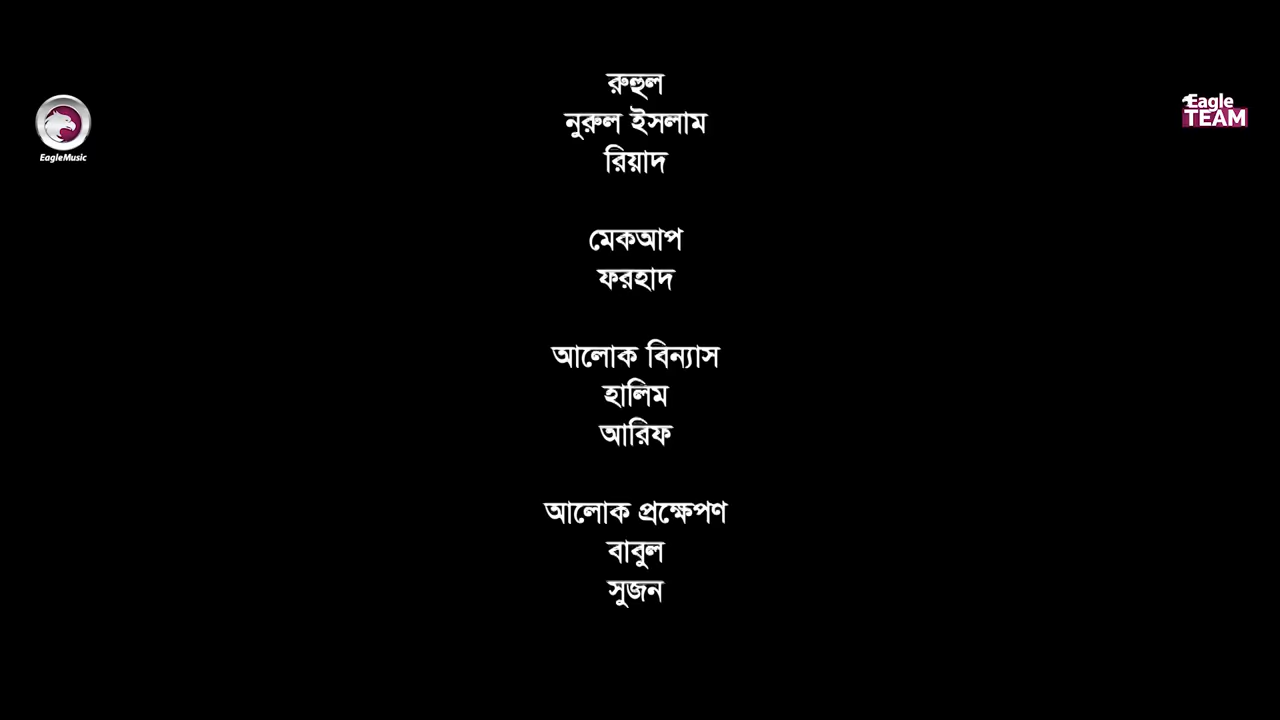 রুহুল
নুরুল ইসলাম
রিয়াদ
মেকআপ
ফরহাদ
আলোক বিন্যাস
হালিম
আরিফ
আলোক প্রক্ষেপণ
বাবুল
সুজন
EagleMusic
Eagle
TEAM